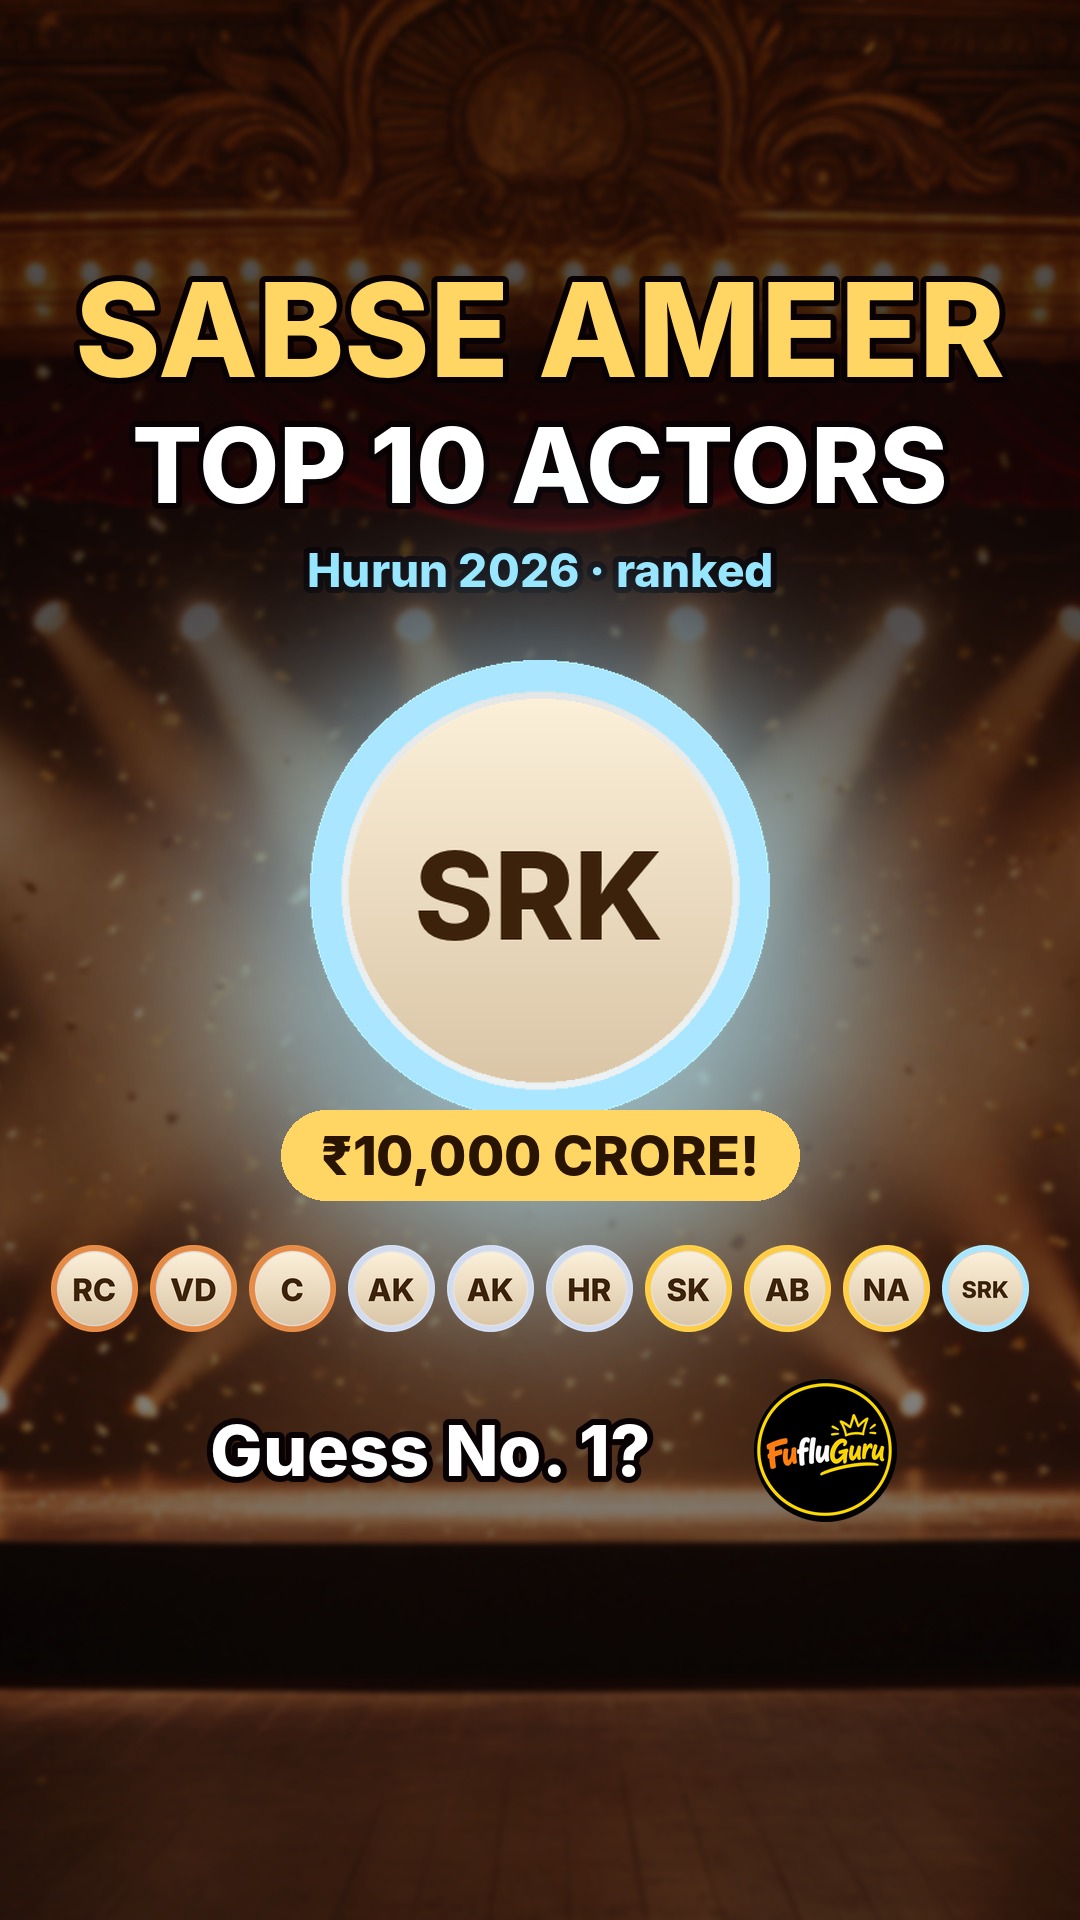 SABSE AMEER
TOP 10 ACTORS
Hurun 2026 · ranked
SRK
₹10,000 CRORE!
RC VD C AK AK HR SK AB NA SRK
Guess No. 1?
FufluGuru